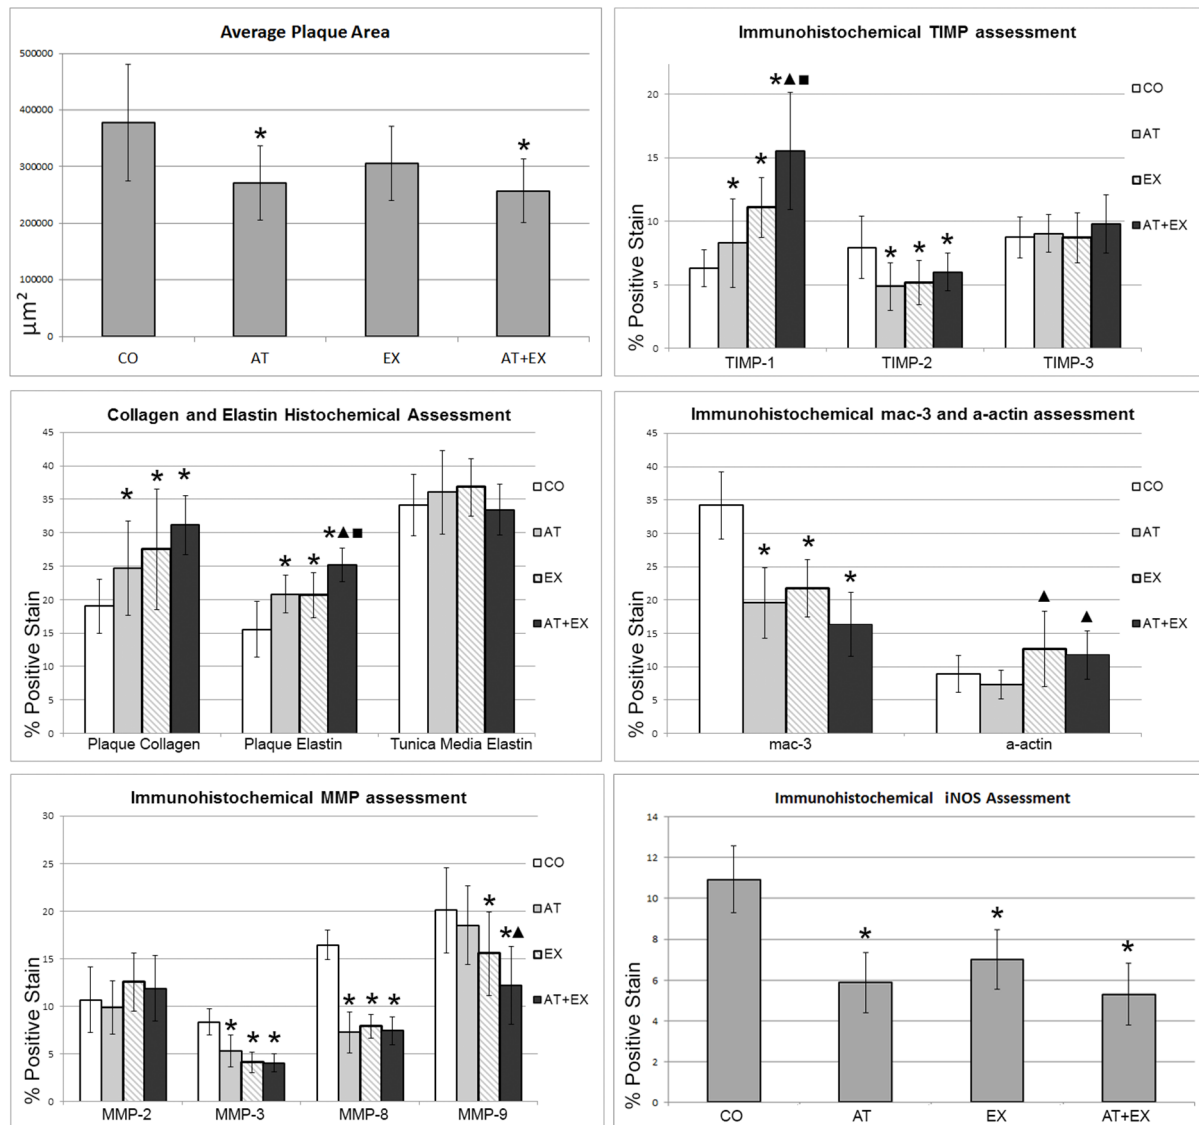 Average Plaque Area
500000
400000
300000
200000
100000
0
μm²
* *
CO AT EX AT+EX
Immunohistochemical TIMP assessment
20
15
10
5
0
% Positive Stain
*▲■
* *
* * *
TIMP-1 TIMP-2 TIMP-3
CO
AT
EX
AT+EX
Collagen and Elastin Histochemical Assessment
45
40
35
30
25
20
15
10
5
0
% Positive Stain
* * *
* * *▲■
Plaque Collagen Plaque Elastin Tunica Media Elastin
CO
AT
EX
AT+EX
Immunohistochemical mac-3 and a-actin assessment
45
40
35
30
25
20
15
10
5
0
% Positive Stain
* * *
▲ ▲
mac-3 a-actin
CO
AT
EX
AT+EX
Immunohistochemical MMP assessment
30
25
20
15
10
5
0
% Positive Stain
* * *
* * *
* *▲
MMP-2 MMP-3 MMP-8 MMP-9
CO
AT
EX
AT+EX
Immunohistochemical iNOS Assessment
14
12
10
8
6
4
2
0
% Positive Stain
* * *
CO AT EX AT+EX